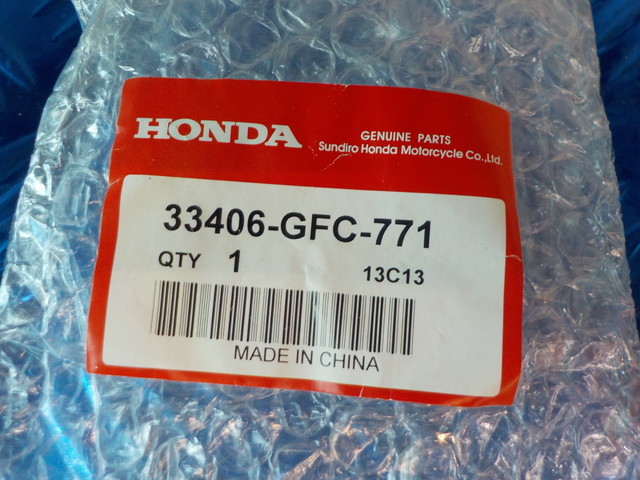 HONDA
GENUINE PARTS
Sundiro Honda Motorcycle Co.,Ltd.
33406-GFC-771
QTY 1 13C13
MADE IN CHINA